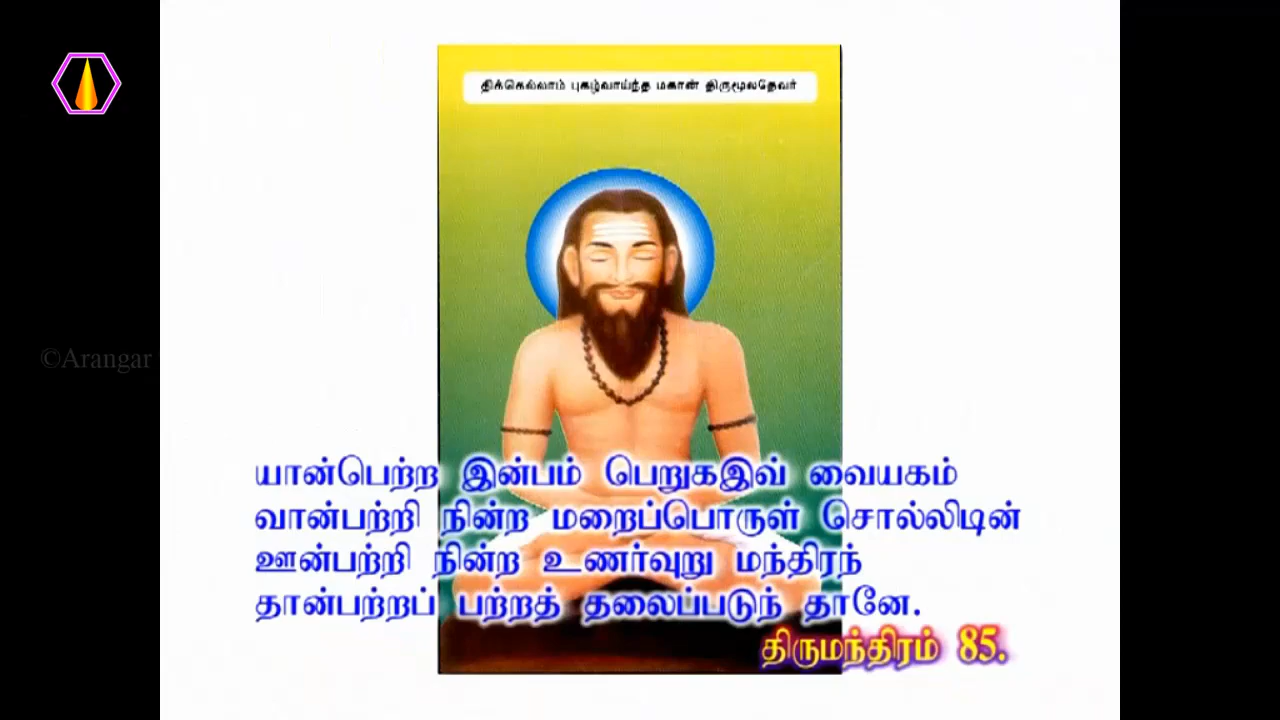 திக்கெல்லாம் புகழ்வாய்ந்த மகான் திருமூலதேவர்
©Arangar
யான்பெற்ற இன்பம் பெறுகஇவ் வையகம்
வான்பற்றி நின்ற மறைப்பொருள் சொல்லிடின்
ஊன்பற்றி நின்ற உணர்வுறு மந்திரந்
தான்பற்றப் பற்றத் தலைப்படுந் தானே.
திருமந்திரம் 85.